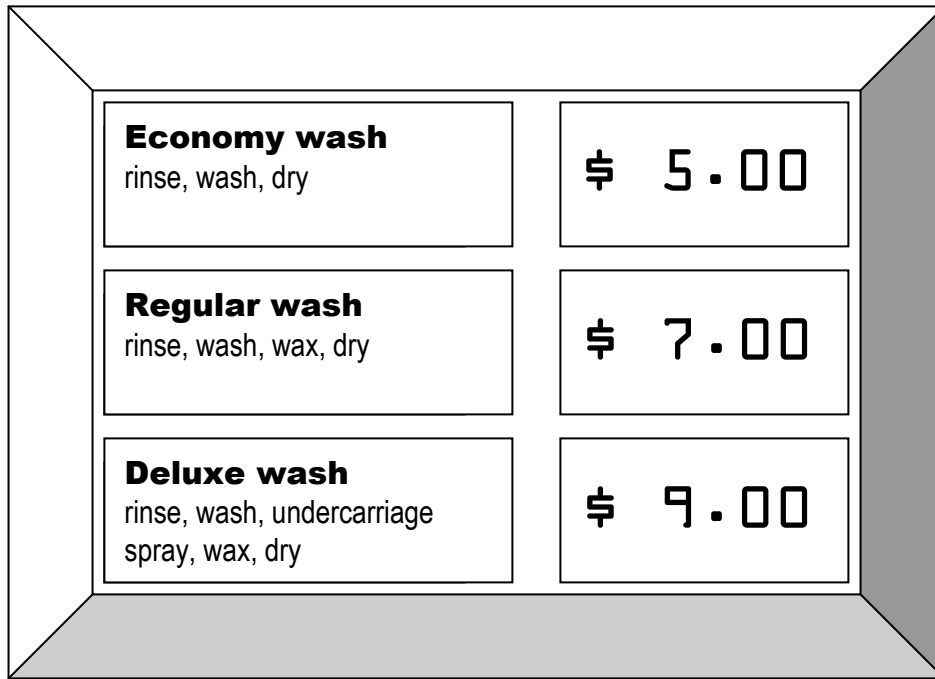 Economy wash
rinse, wash, dry
$ 5.00
Regular wash
rinse, wash, wax, dry
$ 7.00
Deluxe wash
rinse, wash, undercarriage
spray, wax, dry
$ 9.00